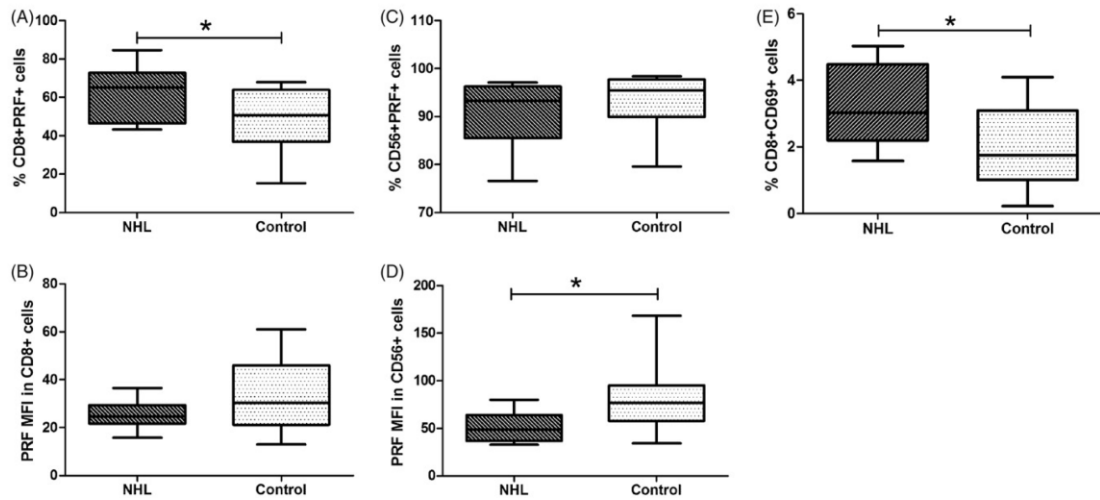 (A)
% CD8+PRF+ cells
100
80
60
40
20
0
*
NHL
Control
(C)
% CD56+PRF+ cells
110
100
90
80
70
NHL
Control
(E)
% CD8+CD69+ cells
6
4
2
0
*
NHL
Control
(B)
PRF MFI in CD8+ cells
80
60
40
20
0
NHL
Control
(D)
PRF MFI in CD56+ cells
200
150
100
50
0
*
NHL
Control